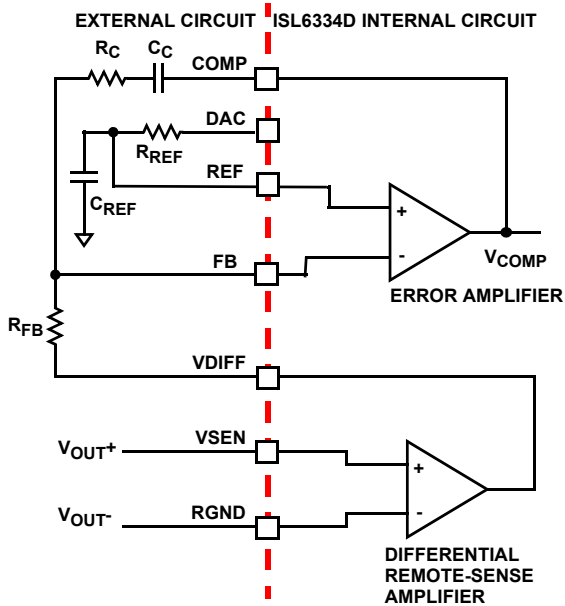 EXTERNAL CIRCUIT
ISL6334D INTERNAL CIRCUIT
RC
CC
COMP
DAC
RREF
REF
CREF
+
-
VCOMP
FB
ERROR AMPLIFIER
RFB
VDIFF
VOUT+
VSEN
+
VOUT-
RGND
-
DIFFERENTIAL
REMOTE-SENSE
AMPLIFIER